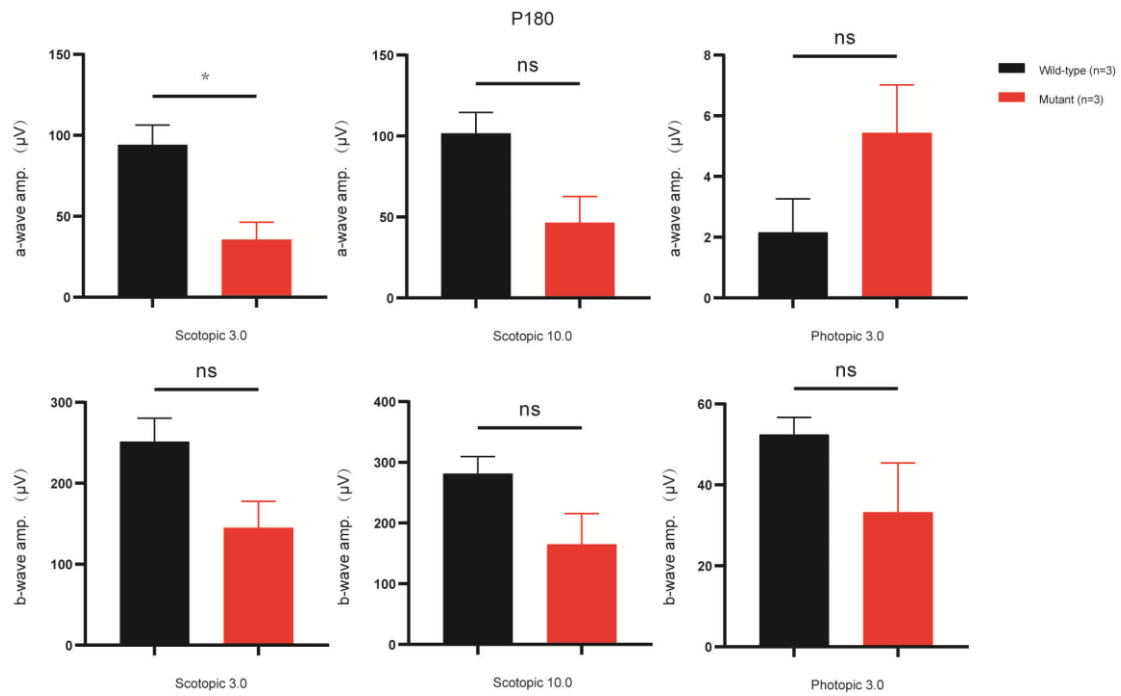 P180
*
150
100
50
0
a-wave amp.（μV）
Scotopic 3.0
ns
150
100
50
0
a-wave amp.（μV）
Scotopic 10.0
ns
8
6
4
2
0
a-wave amp.（μV）
Photopic 3.0
Wild-type (n=3)
Mutant (n=3)
ns
300
200
100
0
b-wave amp.（μV）
Scotopic 3.0
ns
400
300
200
100
0
b-wave amp.（μV）
Scotopic 10.0
ns
60
40
20
0
b-wave amp.（μV）
Photopic 3.0